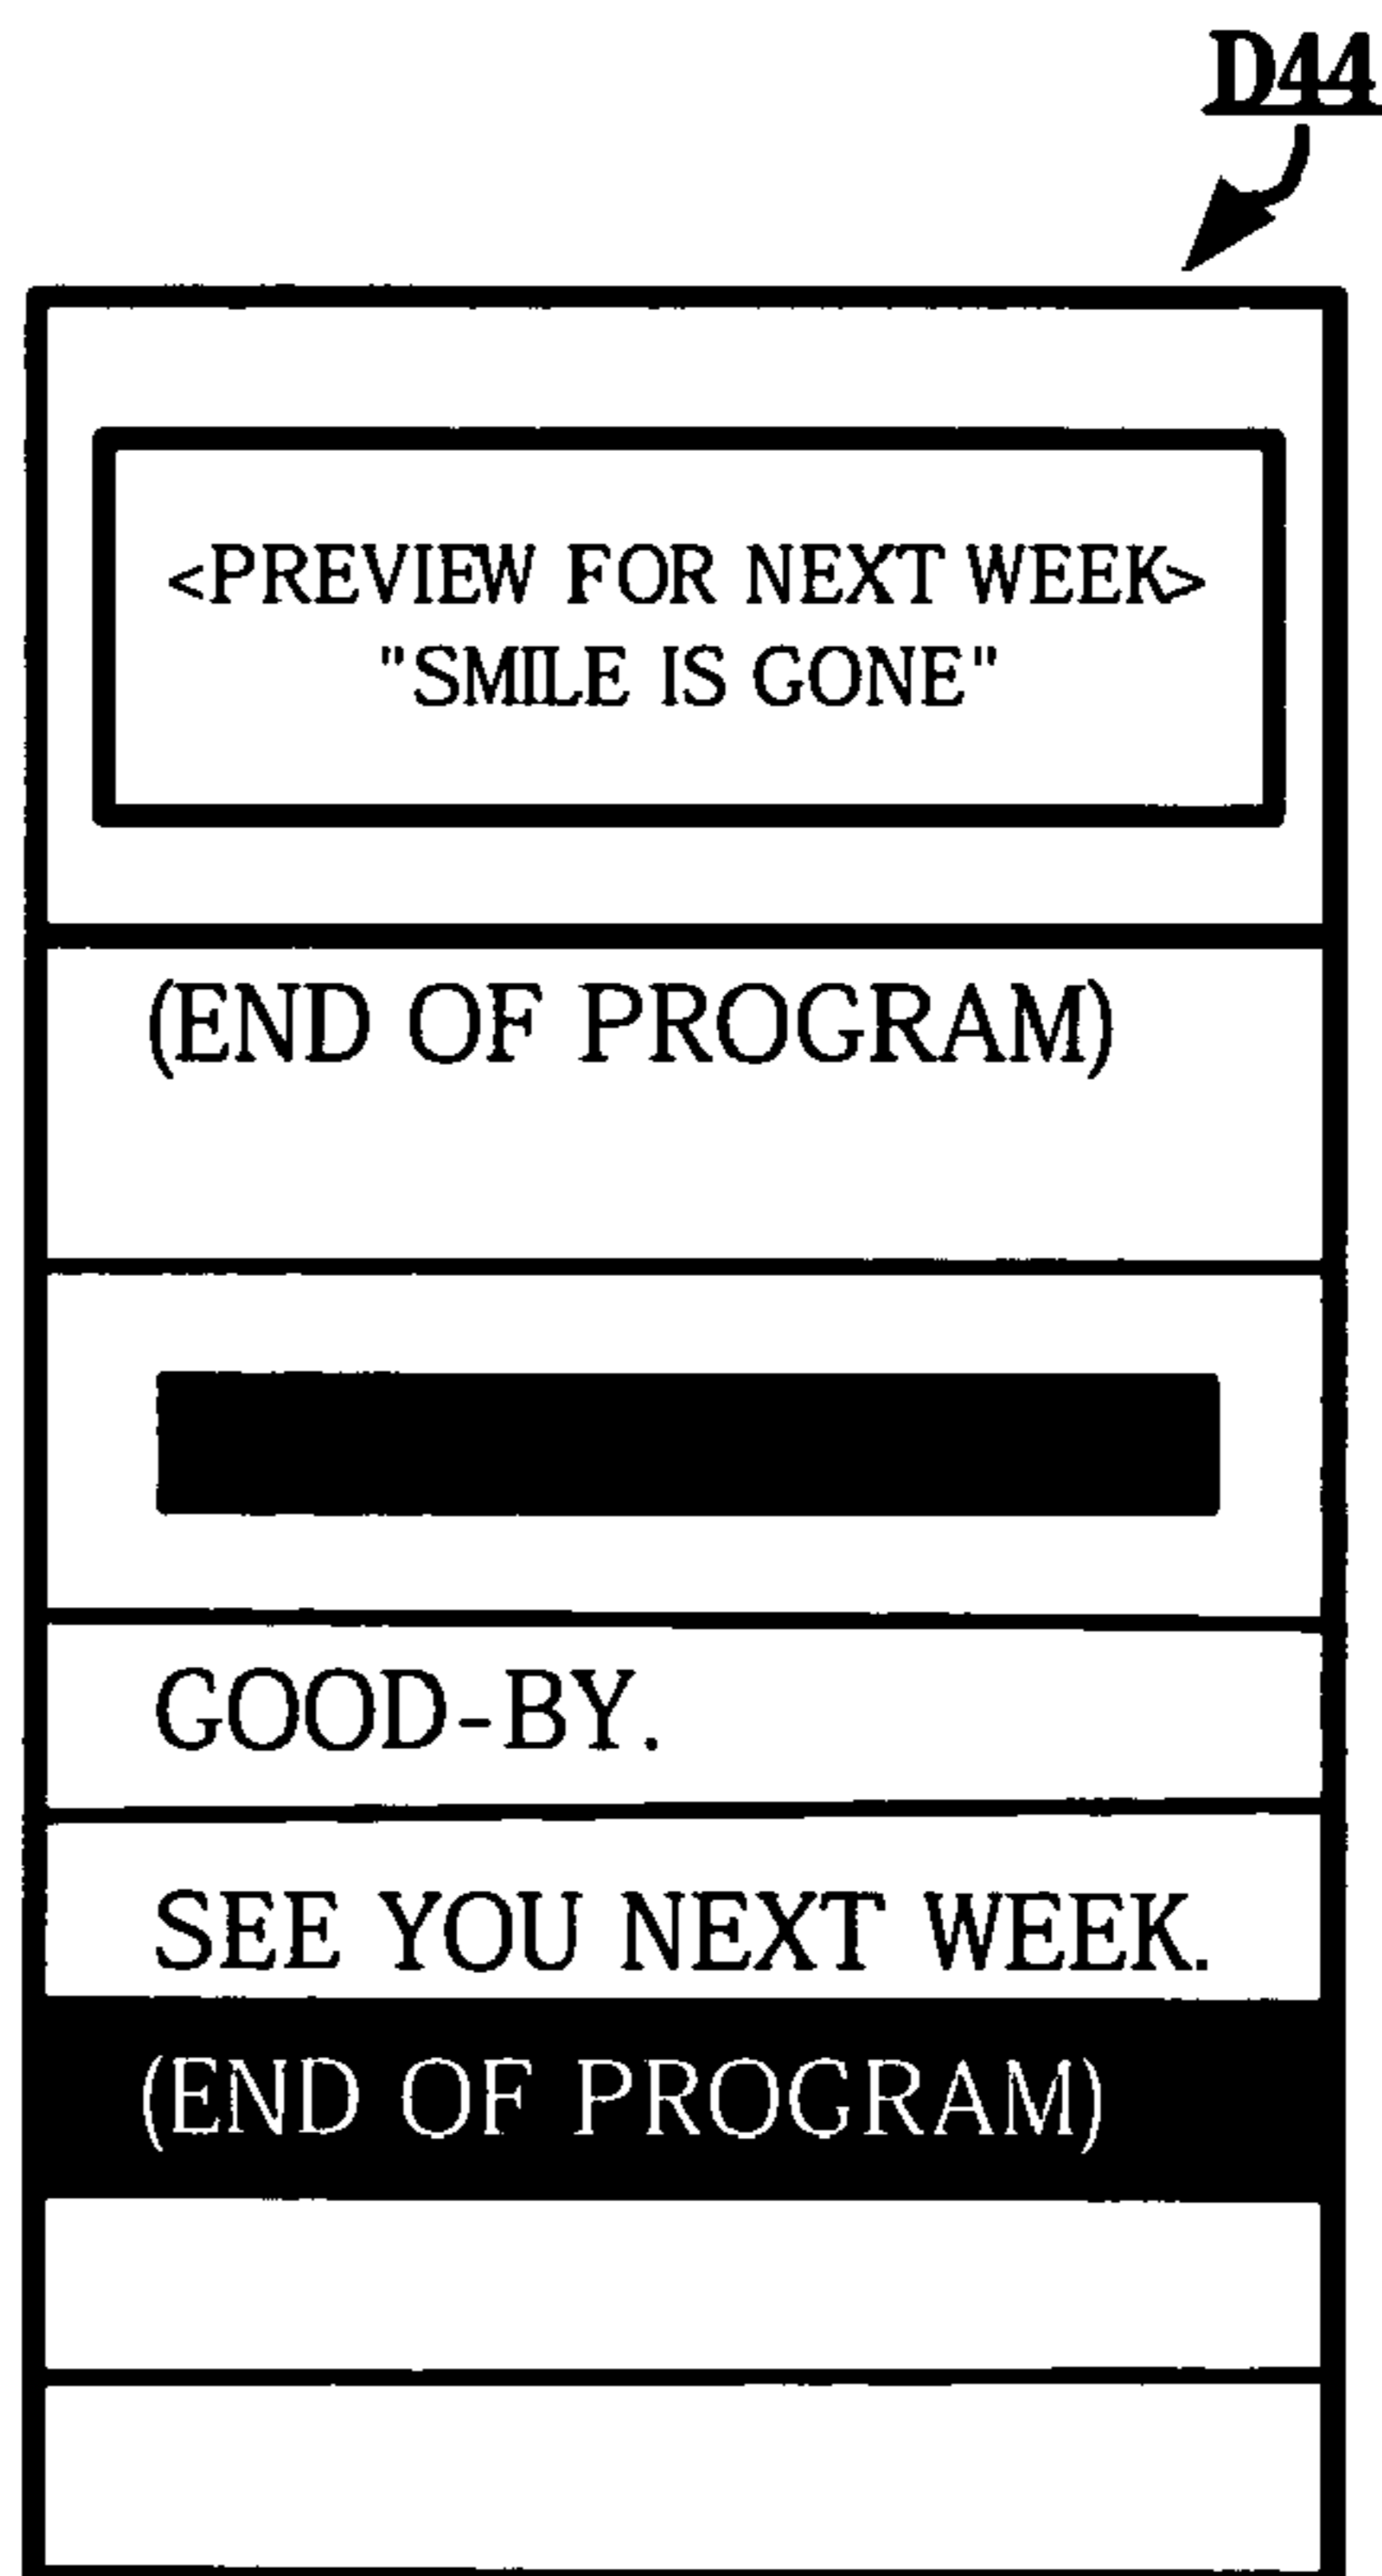 D44
<PREVIEW FOR NEXT WEEK>
"SMILE IS GONE"
(END OF PROGRAM)
GOOD-BY.
SEE YOU NEXT WEEK.
(END OF PROGRAM)